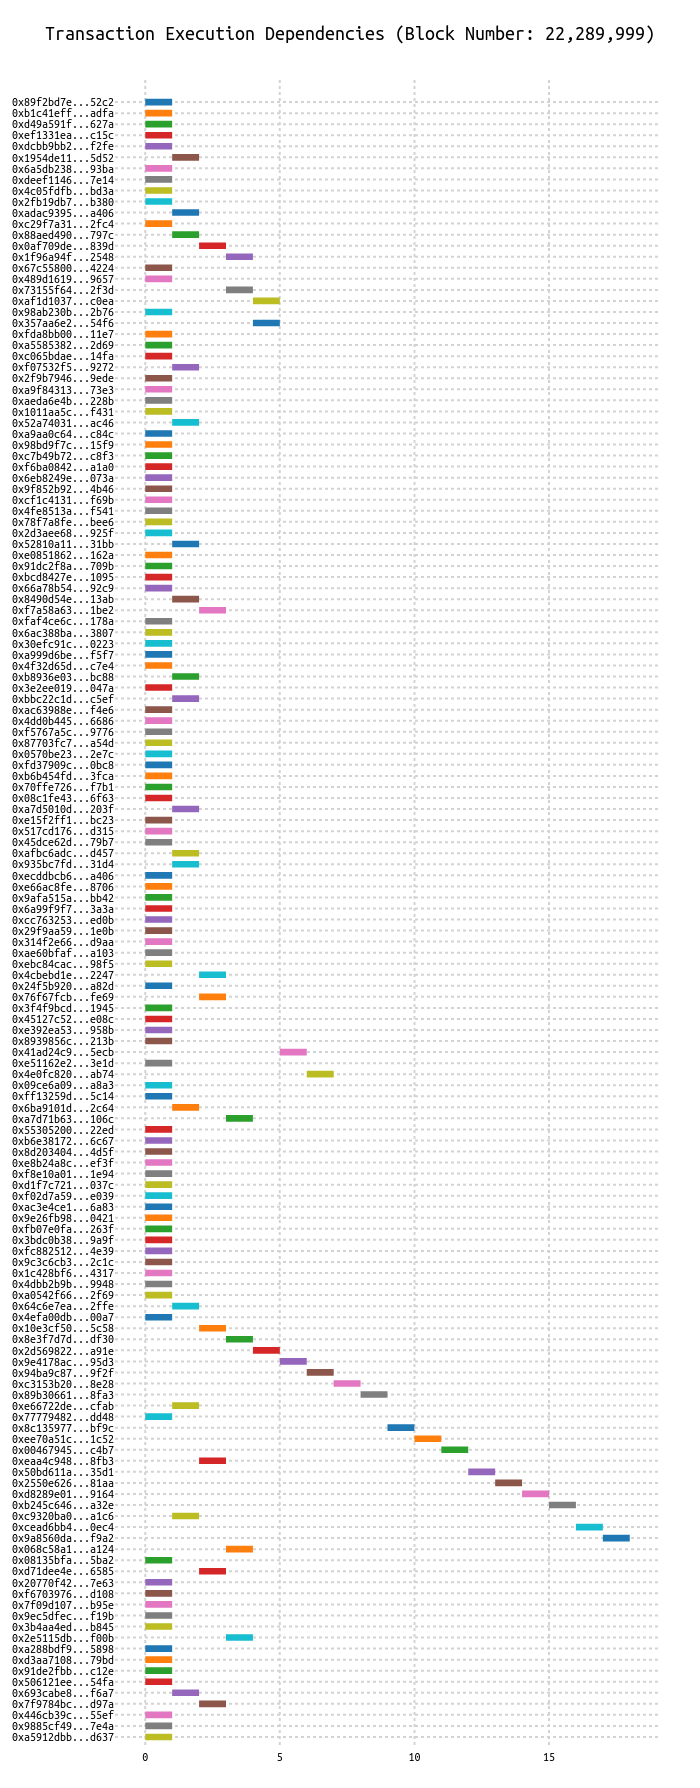 Transaction Execution Dependencies (Block Number: 22,289,999)
0x89f2bd7e...52c2
0xb1c41eff...adfa
0xd49a591f...627a
0xef1331ea...c15c
0xdcbb9bb2...f2fe
0x1954de11...5d52
0x6a5db238...93ba
0xdeef1146...7e14
0x4c05fdfb...bd3a
0x2fb19db7...b380
0xadac9395...a406
0xc29f7a31...2fc4
0x88aed490...797c
0x0af709de...839d
0x1f96a94f...2548
0x67c55800...4224
0x489d1619...9657
0x73155f64...2f3d
0xaf1d1037...c0ea
0x98ab230b...2b76
0x357aa6e2...54f6
0xfda8bb00...11e7
0xa5585382...2d69
0xc065bdae...14fa
0xf07532f5...9272
0x2f9b7946...9ede
0xa9f84313...73e3
0xaeda6e4b...228b
0x1011aa5c...f431
0x52a74031...ac46
0xa9aa0c64...c84c
0x98bd9f7c...15f9
0xc7b49b72...c8f3
0xf6ba0842...a1a0
0x6eb8249e...073a
0x9f852b92...4b46
0xcf1c4131...f69b
0x4fe8513a...f541
0x78f7a8fe...bee6
0x2d3aee68...925f
0x52810a11...31bb
0xe0851862...162a
0x91dc2f8a...709b
0xbcd8427e...1095
0x66a78b54...92c9
0x8490d54e...13ab
0xf7a58a63...1be2
0xfaf4ce6c...178a
0x6ac388ba...3807
0x30efc91c...0223
0xa999d6be...f5f7
0x4f32d65d...c7e4
0xb8936e03...bc88
0x3e2ee019...047a
0xbbc22c1d...c5ef
0xac63988e...f4e6
0x4dd0b445...6686
0xf5767a5c...9776
0x87703fc7...a54d
0x0570be23...2e7c
0xfd37909c...0bc8
0xb6b454fd...3fca
0x70ffe726...f7b1
0x08c1fe43...6f63
0xa7d5010d...203f
0xe15f2ff1...bc23
0x517cd176...d315
0x45dce62d...79b7
0xafbc6adc...d457
0x935bc7fd...31d4
0xecddbcb6...a406
0xe66ac8fe...8706
0x9afa515a...bb42
0x6a99f9f7...3a3a
0xcc763253...ed0b
0x29f9aa59...1e0b
0x314f2e66...d9aa
0xae60bfaf...a103
0xebc84cac...98f5
0x4cbebd1e...2247
0x24f5b920...a82d
0x76f67fcb...fe69
0x3f4f9bcd...1945
0x45127c52...e08c
0xe392ea53...958b
0x8939856c...213b
0x41ad24c9...5ecb
0xe51162e2...3e1d
0x4e0fc820...ab74
0x09ce6a09...a8a3
0xff13259d...5c14
0x6ba9101d...2c64
0xa7d71b63...106c
0x55305200...22ed
0xb6e38172...6c67
0x8d203404...4d5f
0xe8b24a8c...ef3f
0xf8e10a01...1e94
0xd1f7c721...037c
0xf02d7a59...e039
0xac3e4ce1...6a83
0x9e26fb98...0421
0xfb07e0fa...263f
0x3bdc0b38...9a9f
0xfc882512...4e39
0x9c3c6cb3...2c1c
0x1c428bf6...4317
0x4dbb2b9b...9948
0xa0542f66...2f69
0x64c6e7ea...2ffe
0x4efa00db...00a7
0x10e3cf50...5c58
0x8e3f7d7d...df30
0x2d569822...a91e
0x9e4178ac...95d3
0x94ba9c87...9f2f
0xc3153b20...8e28
0x89b30661...8fa3
0xe66722de...cfab
0x77779482...dd48
0x8c135977...bf9c
0xee70a51c...1c52
0x00467945...c4b7
0xeaa4c948...8fb3
0x50bd611a...35d1
0x2550e626...81aa
0xd8289e01...9164
0xb245c646...a32e
0xc9320ba0...a1c6
0xcead6bb4...0ec4
0x9a8560da...f9a2
0x068c58a1...a124
0x08135bfa...5ba2
0xd71dee4e...6585
0x20770f42...7e63
0xf6703976...d108
0x7f09d107...b95e
0x9ec5dfec...f19b
0x3b4aa4ed...b845
0x2e5115db...f00b
0xa288bdf9...5898
0xd3aa7108...79bd
0x91de2fbb...c12e
0x506121ee...54fa
0x693cabe8...f6a7
0x7f9784bc...d97a
0x446cb39c...55ef
0x9885cf49...7e4a
0xa5912dbb...d637
0 5 10 15